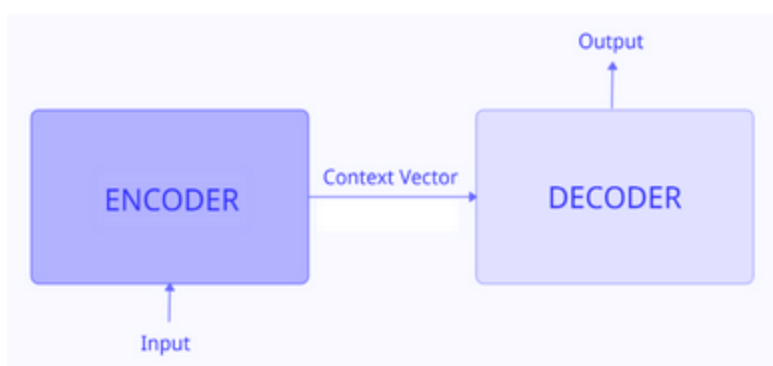 Output
ENCODER
Context Vector
DECODER
Input